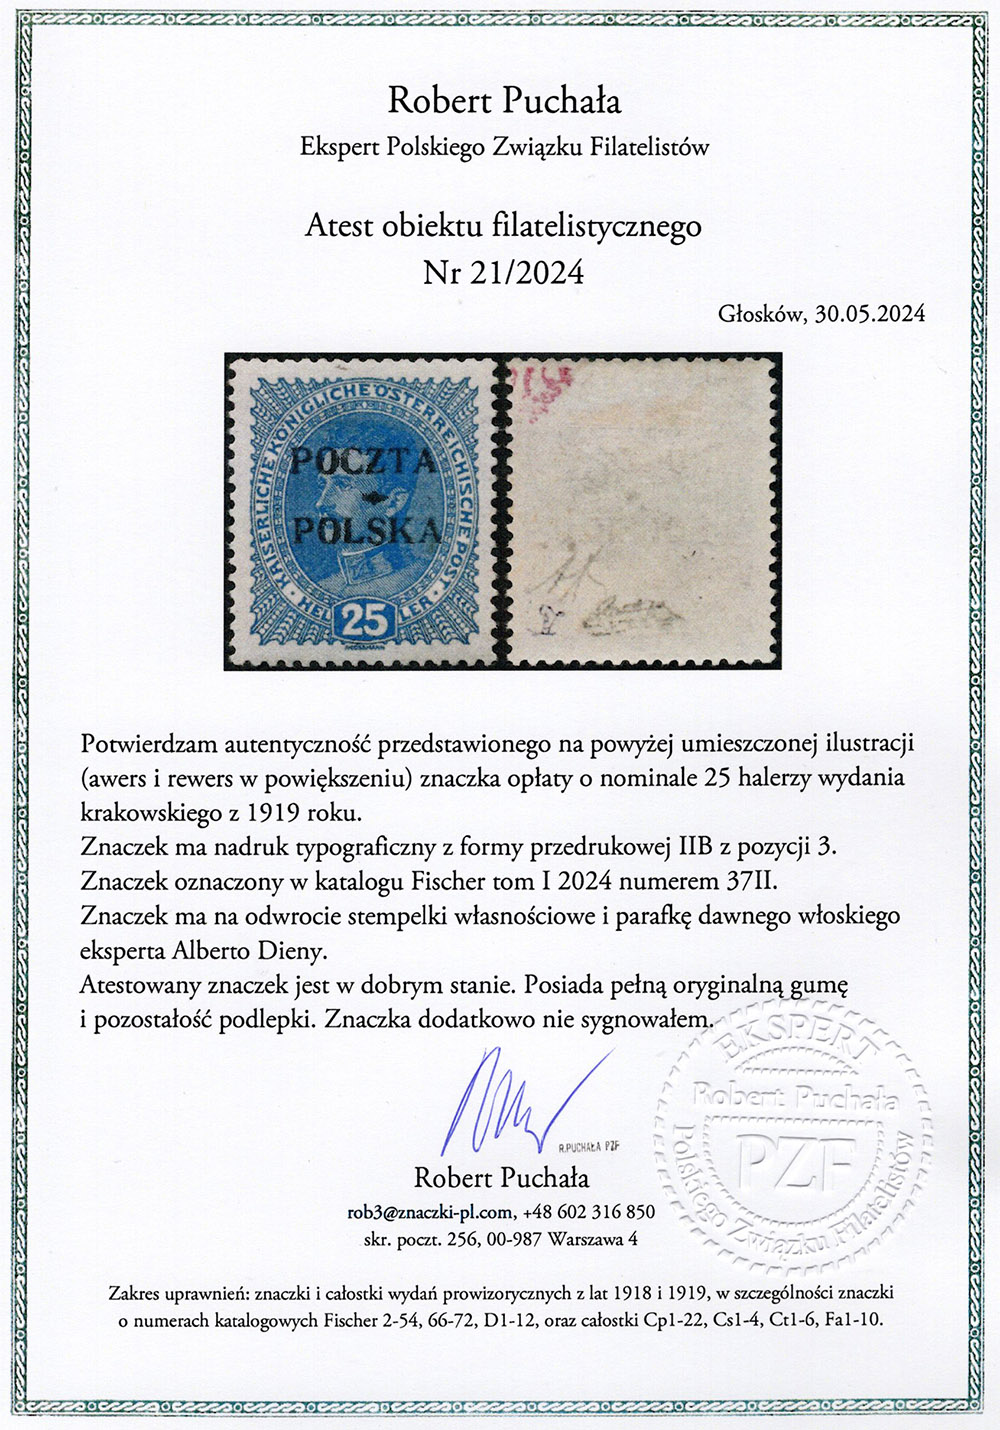 Robert Puchała
Ekspert Polskiego Związku Filatelistów
Atest obiektu filatelistycznego
Nr 21/2024
Głosków, 30.05.2024
KAISERLICHE KÖNIGLICHE ÖSTERREICHISCHE POST
POCZTA
POLSKA
HELLER
25
Potwierdzam autentyczność przedstawionego na powyżej umieszczonej ilustracji
(awers i rewers w powiększeniu) znaczka opłaty o nominale 25 halerzy wydania
krakowskiego z 1919 roku.
Znaczek ma nadruk typograficzny z formy przedrukowej IIB z pozycji 3.
Znaczek oznaczony w katalogu Fischer tom I 2024 numerem 37II.
Znaczek ma na odwrocie stempelki własnościowe i parafkę dawnego włoskiego
eksperta Alberto Dieny.
Atestowany znaczek jest w dobrym stanie. Posiada pełną oryginalną gumę
i pozostałość podlepki. Znaczka dodatkowo nie sygnowałem.
EKSPERT
Robert Puchała
PZF
Polskiego Związku Filatelistów
R.PUCHAŁA PZF
Robert Puchała
rob3@znaczki-pl.com, +48 602 316 850
skr. poczt. 256, 00-987 Warszawa 4
Zakres uprawnień: znaczki i całostki wydań prowizorycznych z lat 1918 i 1919, w szczególności znaczki
o numerach katalogowych Fischer 2-54, 66-72, D1-12, oraz całostki Cp1-22, Cs1-4, Ct1-6, Fa1-10.